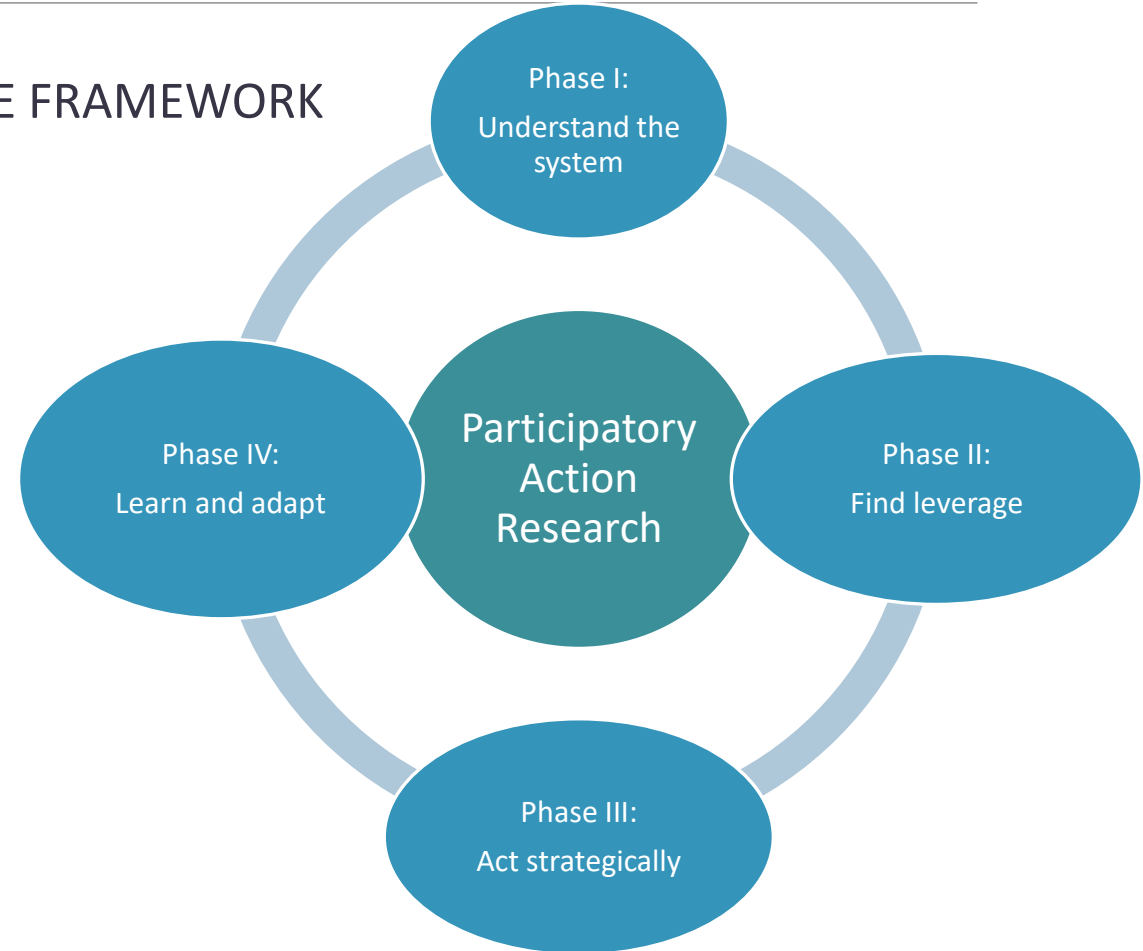 E FRAMEWORK
Phase I:
Understand the
system
Participatory
Action
Research
Phase IV:
Learn and adapt
Phase II:
Find leverage
Phase III:
Act strategically